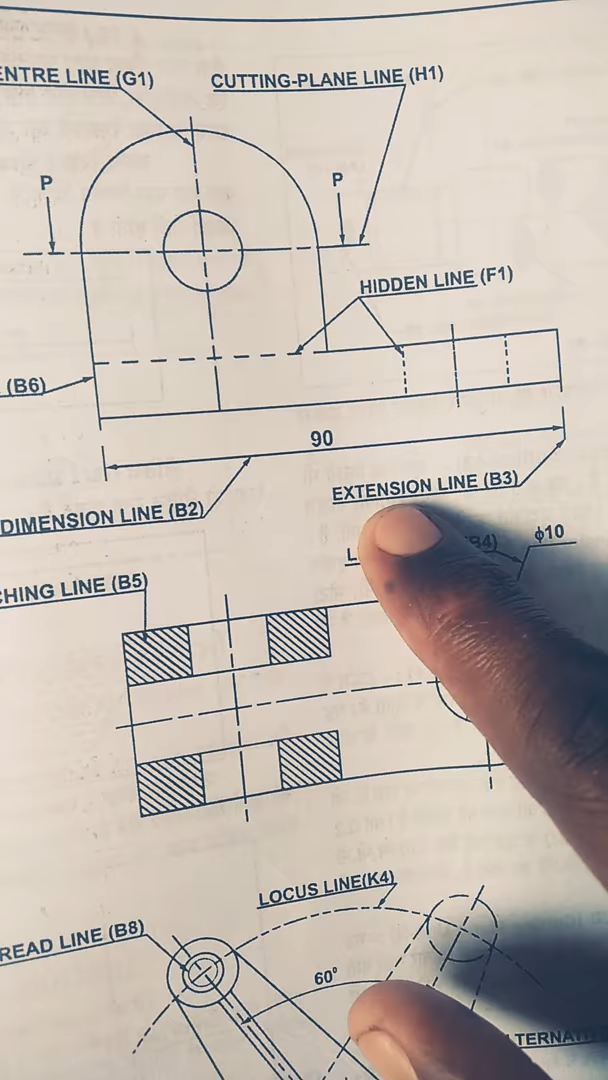 ENTRE LINE (G1)
CUTTING-PLANE LINE (H1)
P
P
HIDDEN LINE (F1)
(B6)
90
EXTENSION LINE (B3)
DIMENSION LINE (B2)
L B4)
ϕ10
CHING LINE (B5)
LOCUS LINE(K4)
READ LINE (B8)
60°
LTERNATIV